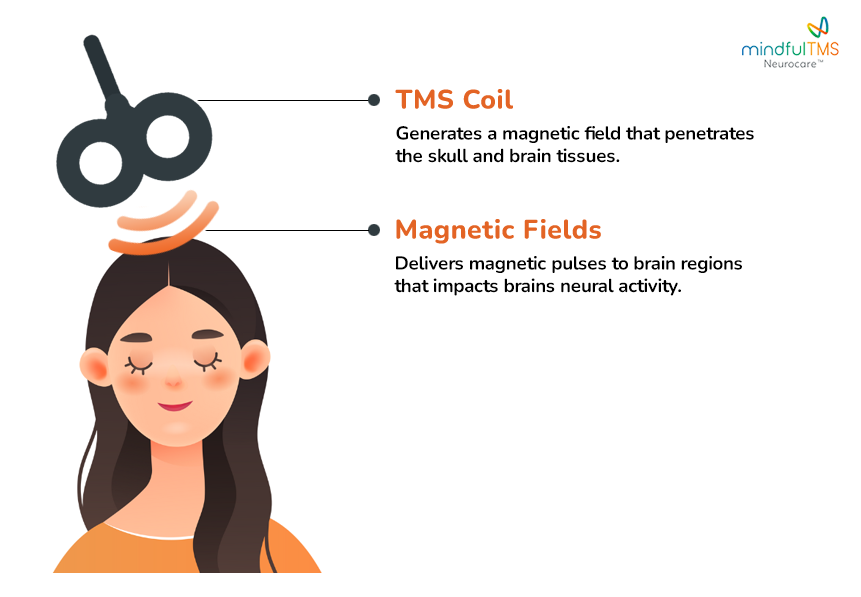 mindfulTMS
Neurocare™
TMS Coil
Generates a magnetic field that penetrates
the skull and brain tissues.
Magnetic Fields
Delivers magnetic pulses to brain regions
that impacts brains neural activity.